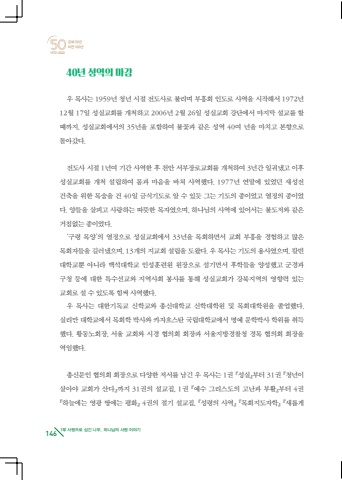 50
40년 성역의 마감
우 목사는 1959년 청년 시절 전도사로 불리며 부흥회 인도로 사역을 시작해서 1972년
12월 17일 성실교회를 개척하고 2006년 2월 26일 성실교회 강단에서 마지막 설교를 할
때까지, 성실교회에서의 35년을 포함하여 불꽃과 같은 성역 40여 년을 마치고 본향으로
돌아갔다.
전도사 시절 1년여 기간 사역한 후 천안 서부장로교회를 개척하여 3년간 일궈냈고 이후
성실교회를 개척 설립하여 몸과 마음을 바쳐 사역했다. 1977년 연말에 있었던 새성전
건축을 위한 목숨을 건 40일 금식기도로 알 수 있듯 그는 기도의 종이었고 열정의 종이었
다. 양들을 살피고 사랑하는 따뜻한 목자였으며, 하나님의 사역에 있어서는 불도저와 같은
거침없는 종이었다.
'구령 목양'의 열정으로 성실교회에서 33년을 목회하면서 교회 부흥을 경험하고 많은
목회자들을 길러냈으며, 13개의 지교회 설립을 도왔다. 우 목사는 기도의 용사였으며, 칼빈
대학교뿐 아니라 백석대학교 인성훈련원 원장으로 섬기면서 후학들을 양성했고 군경과
구청 등에 대한 특수선교와 지역사회 봉사를 통해 성실교회가 강북지역의 영향력 있는
교회로 설 수 있도록 힘써 사역했다.
우 목사는 대한기독교 신학교와 총신대학교 신학대학원 및 목회대학원을 졸업했다.
실리만 대학교에서 목회학 박사와 카자흐스탄 국립대학교에서 명예 문학박사 학위를 취득
했다. 활동노회장, 서울 교회와 시경 협의회 회장과 서울지방경찰청 경목 협의회 회장을
역임했다.
총신문인 협의회 회장으로 다양한 저서를 남긴 우 목사는 1권 『성실』부터 31권 『청년이
살아야 교회가 산다』까지 31권의 설교집, 1권 『예수 그리스도의 고난과 부활』부터 4권
『하늘에는 영광 땅에는 평화』 4권의 절기 설교집, 『성령의 사역』, 『목회지도자학』, 『새롭게
146
1부 사랑으로 심긴 나무, 하나님의 사람 이야기